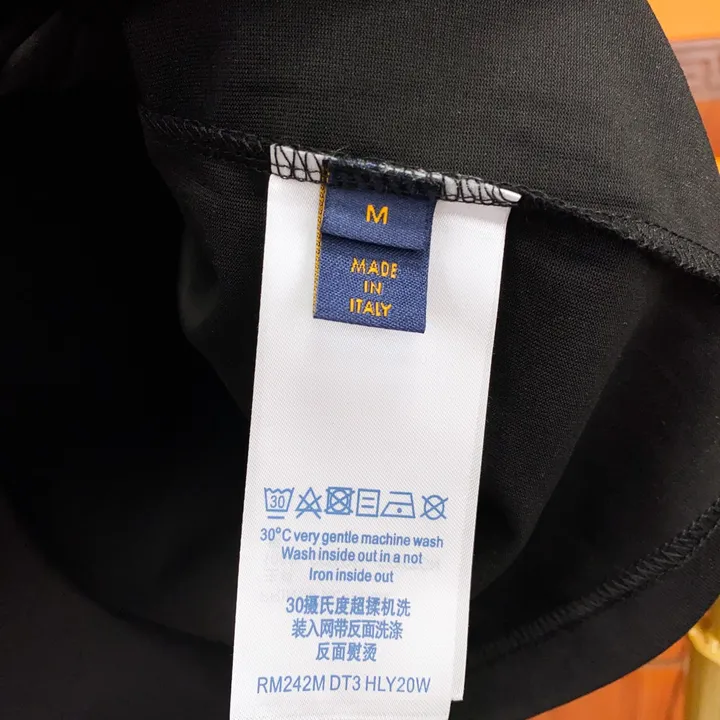 M
MADE
IN
ITALY
30
30°C very gentle machine wash
Wash inside out in a not
Iron inside out
30摄氏度超揉机洗
装入网带反面洗涤
反面熨烫
RM242M DT3 HLY20W